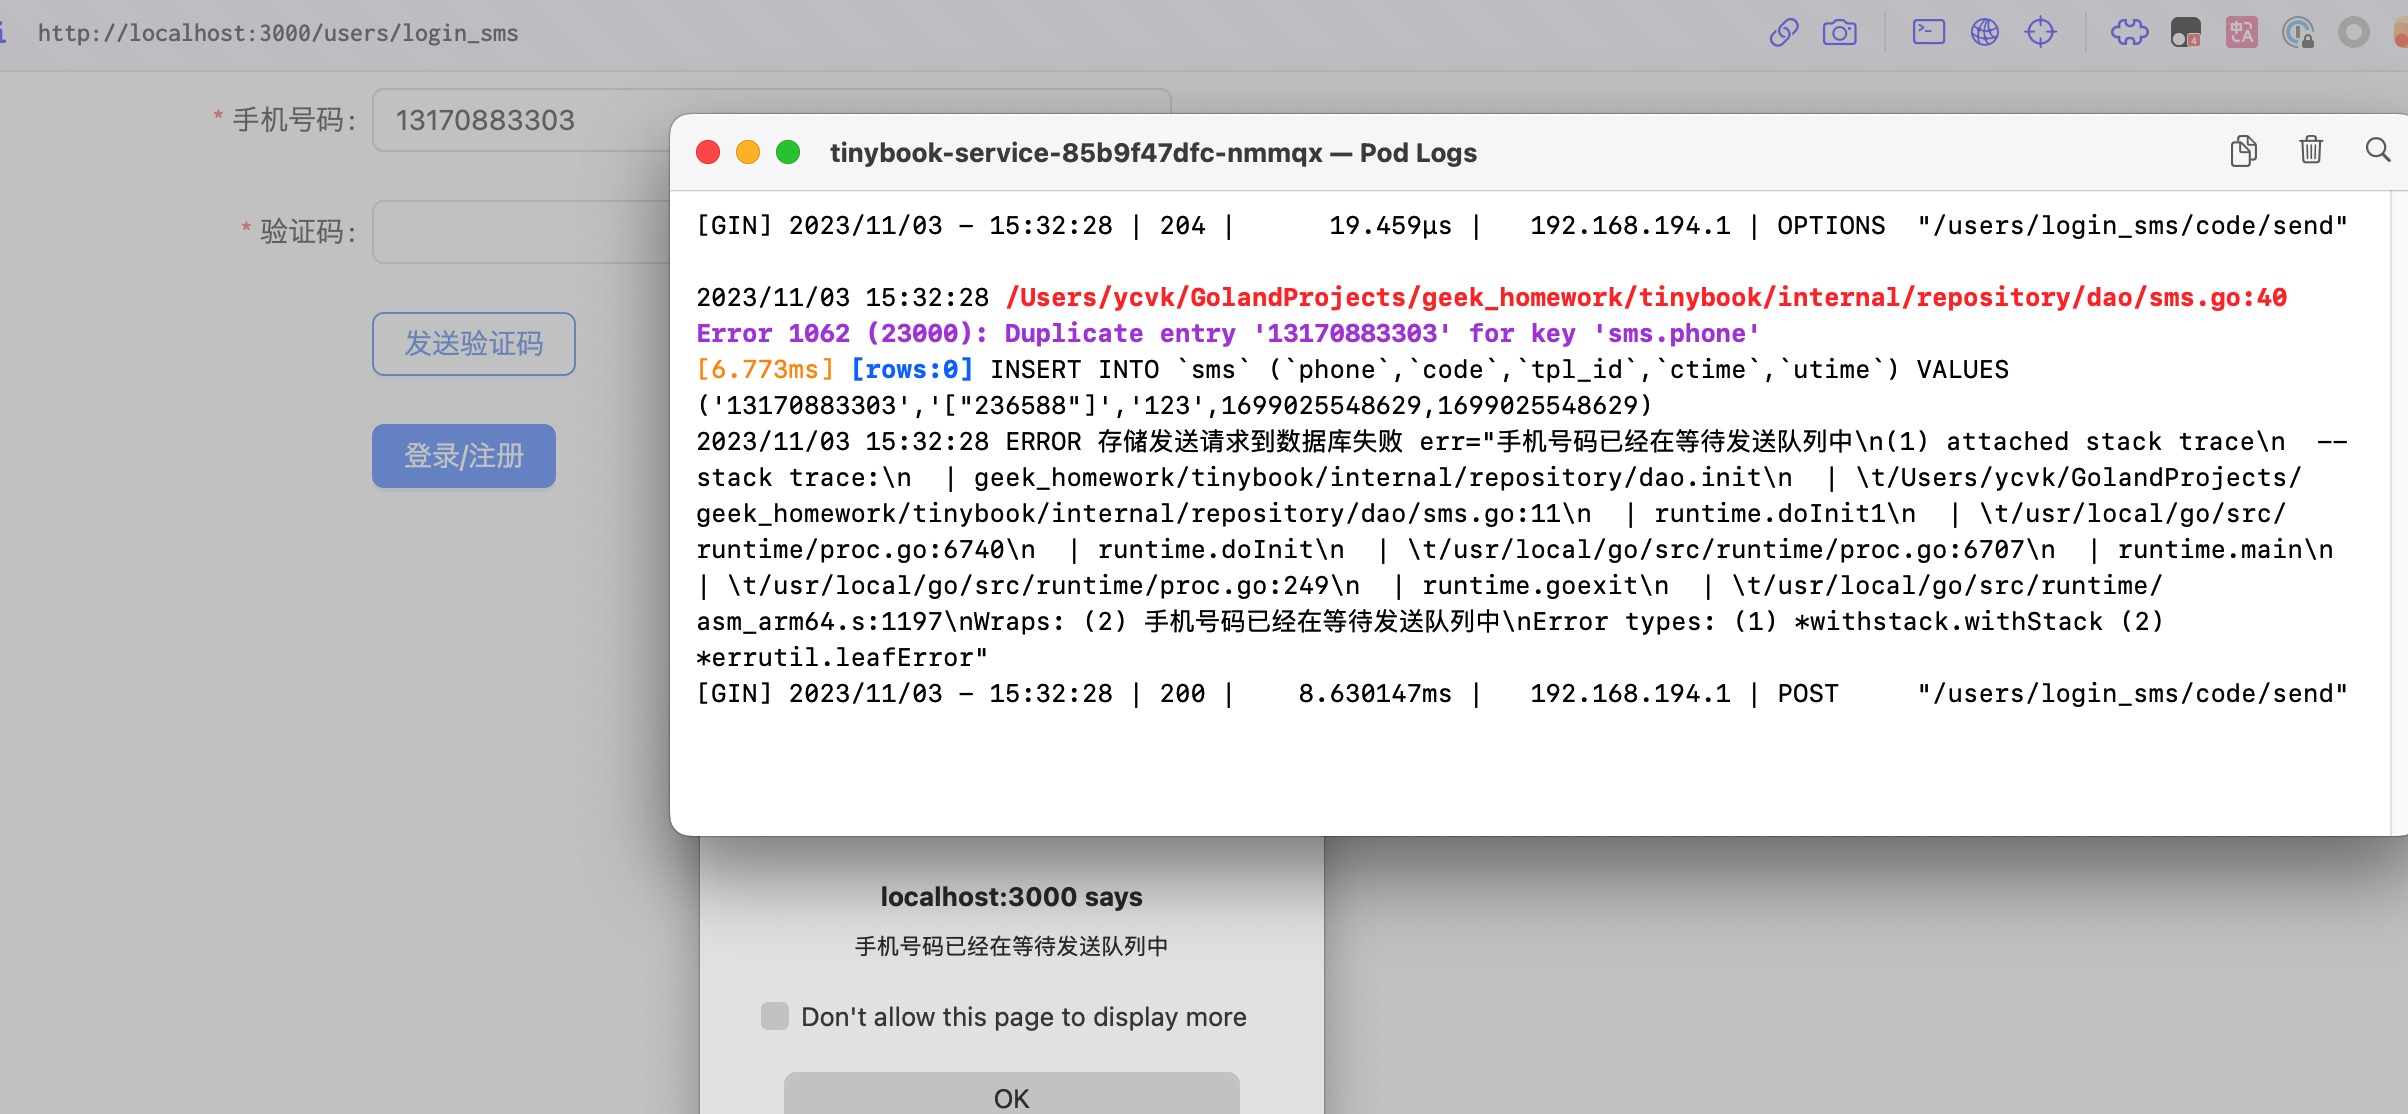 http://localhost:3000/users/login_sms
* 手机号码:
13170883303
* 验证码:
发送验证码
登录/注册
tinybook-service-85b9f47dfc-nmmqx — Pod Logs
[GIN] 2023/11/03 - 15:32:28 | 204 |      19.459µs |   192.168.194.1 | OPTIONS  "/users/login_sms/code/send"
2023/11/03 15:32:28 /Users/ycvk/GolandProjects/geek_homework/tinybook/internal/repository/dao/sms.go:40
Error 1062 (23000): Duplicate entry '13170883303' for key 'sms.phone'
[6.773ms] [rows:0] INSERT INTO `sms` (`phone`,`code`,`tpl_id`,`ctime`,`utime`) VALUES
('13170883303','["236588"]','123',1699025548629,1699025548629)
2023/11/03 15:32:28 ERROR 存储发送请求到数据库失败 err="手机号码已经在等待发送队列中\n(1) attached stack trace\n  --
stack trace:\n  | geek_homework/tinybook/internal/repository/dao.init\n  | \t/Users/ycvk/GolandProjects/
geek_homework/tinybook/internal/repository/dao/sms.go:11\n  | runtime.doInit1\n  | \t/usr/local/go/src/
runtime/proc.go:6740\n  | runtime.doInit\n  | \t/usr/local/go/src/runtime/proc.go:6707\n  | runtime.main\n
| \t/usr/local/go/src/runtime/proc.go:249\n  | runtime.goexit\n  | \t/usr/local/go/src/runtime/
asm_arm64.s:1197\nWraps: (2) 手机号码已经在等待发送队列中\nError types: (1) *withstack.withStack (2)
*errutil.leafError"
[GIN] 2023/11/03 - 15:32:28 | 200 |    8.630147ms |   192.168.194.1 | POST     "/users/login_sms/code/send"
localhost:3000 says
手机号码已经在等待发送队列中
Don't allow this page to display more
OK